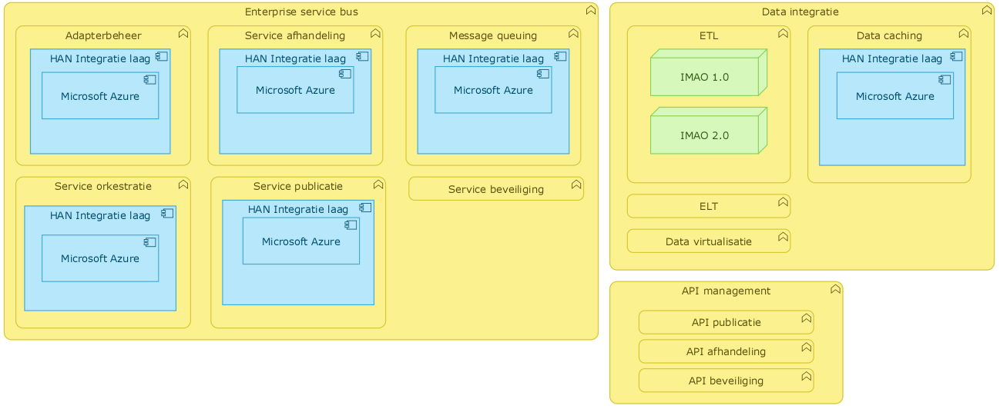 Enterprise service bus
Adapterbeheer
HAN Integratie laag
Microsoft Azure
Service afhandeling
HAN Integratie laag
Microsoft Azure
Message queuing
HAN Integratie laag
Microsoft Azure
Service orkestratie
HAN Integratie laag
Microsoft Azure
Service publicatie
HAN Integratie laag
Microsoft Azure
Service beveiliging
Data integratie
ETL
IMAO 1.0
IMAO 2.0
Data caching
HAN Integratie laag
Microsoft Azure
ELT
Data virtualisatie
API management
API publicatie
API afhandeling
API beveiliging